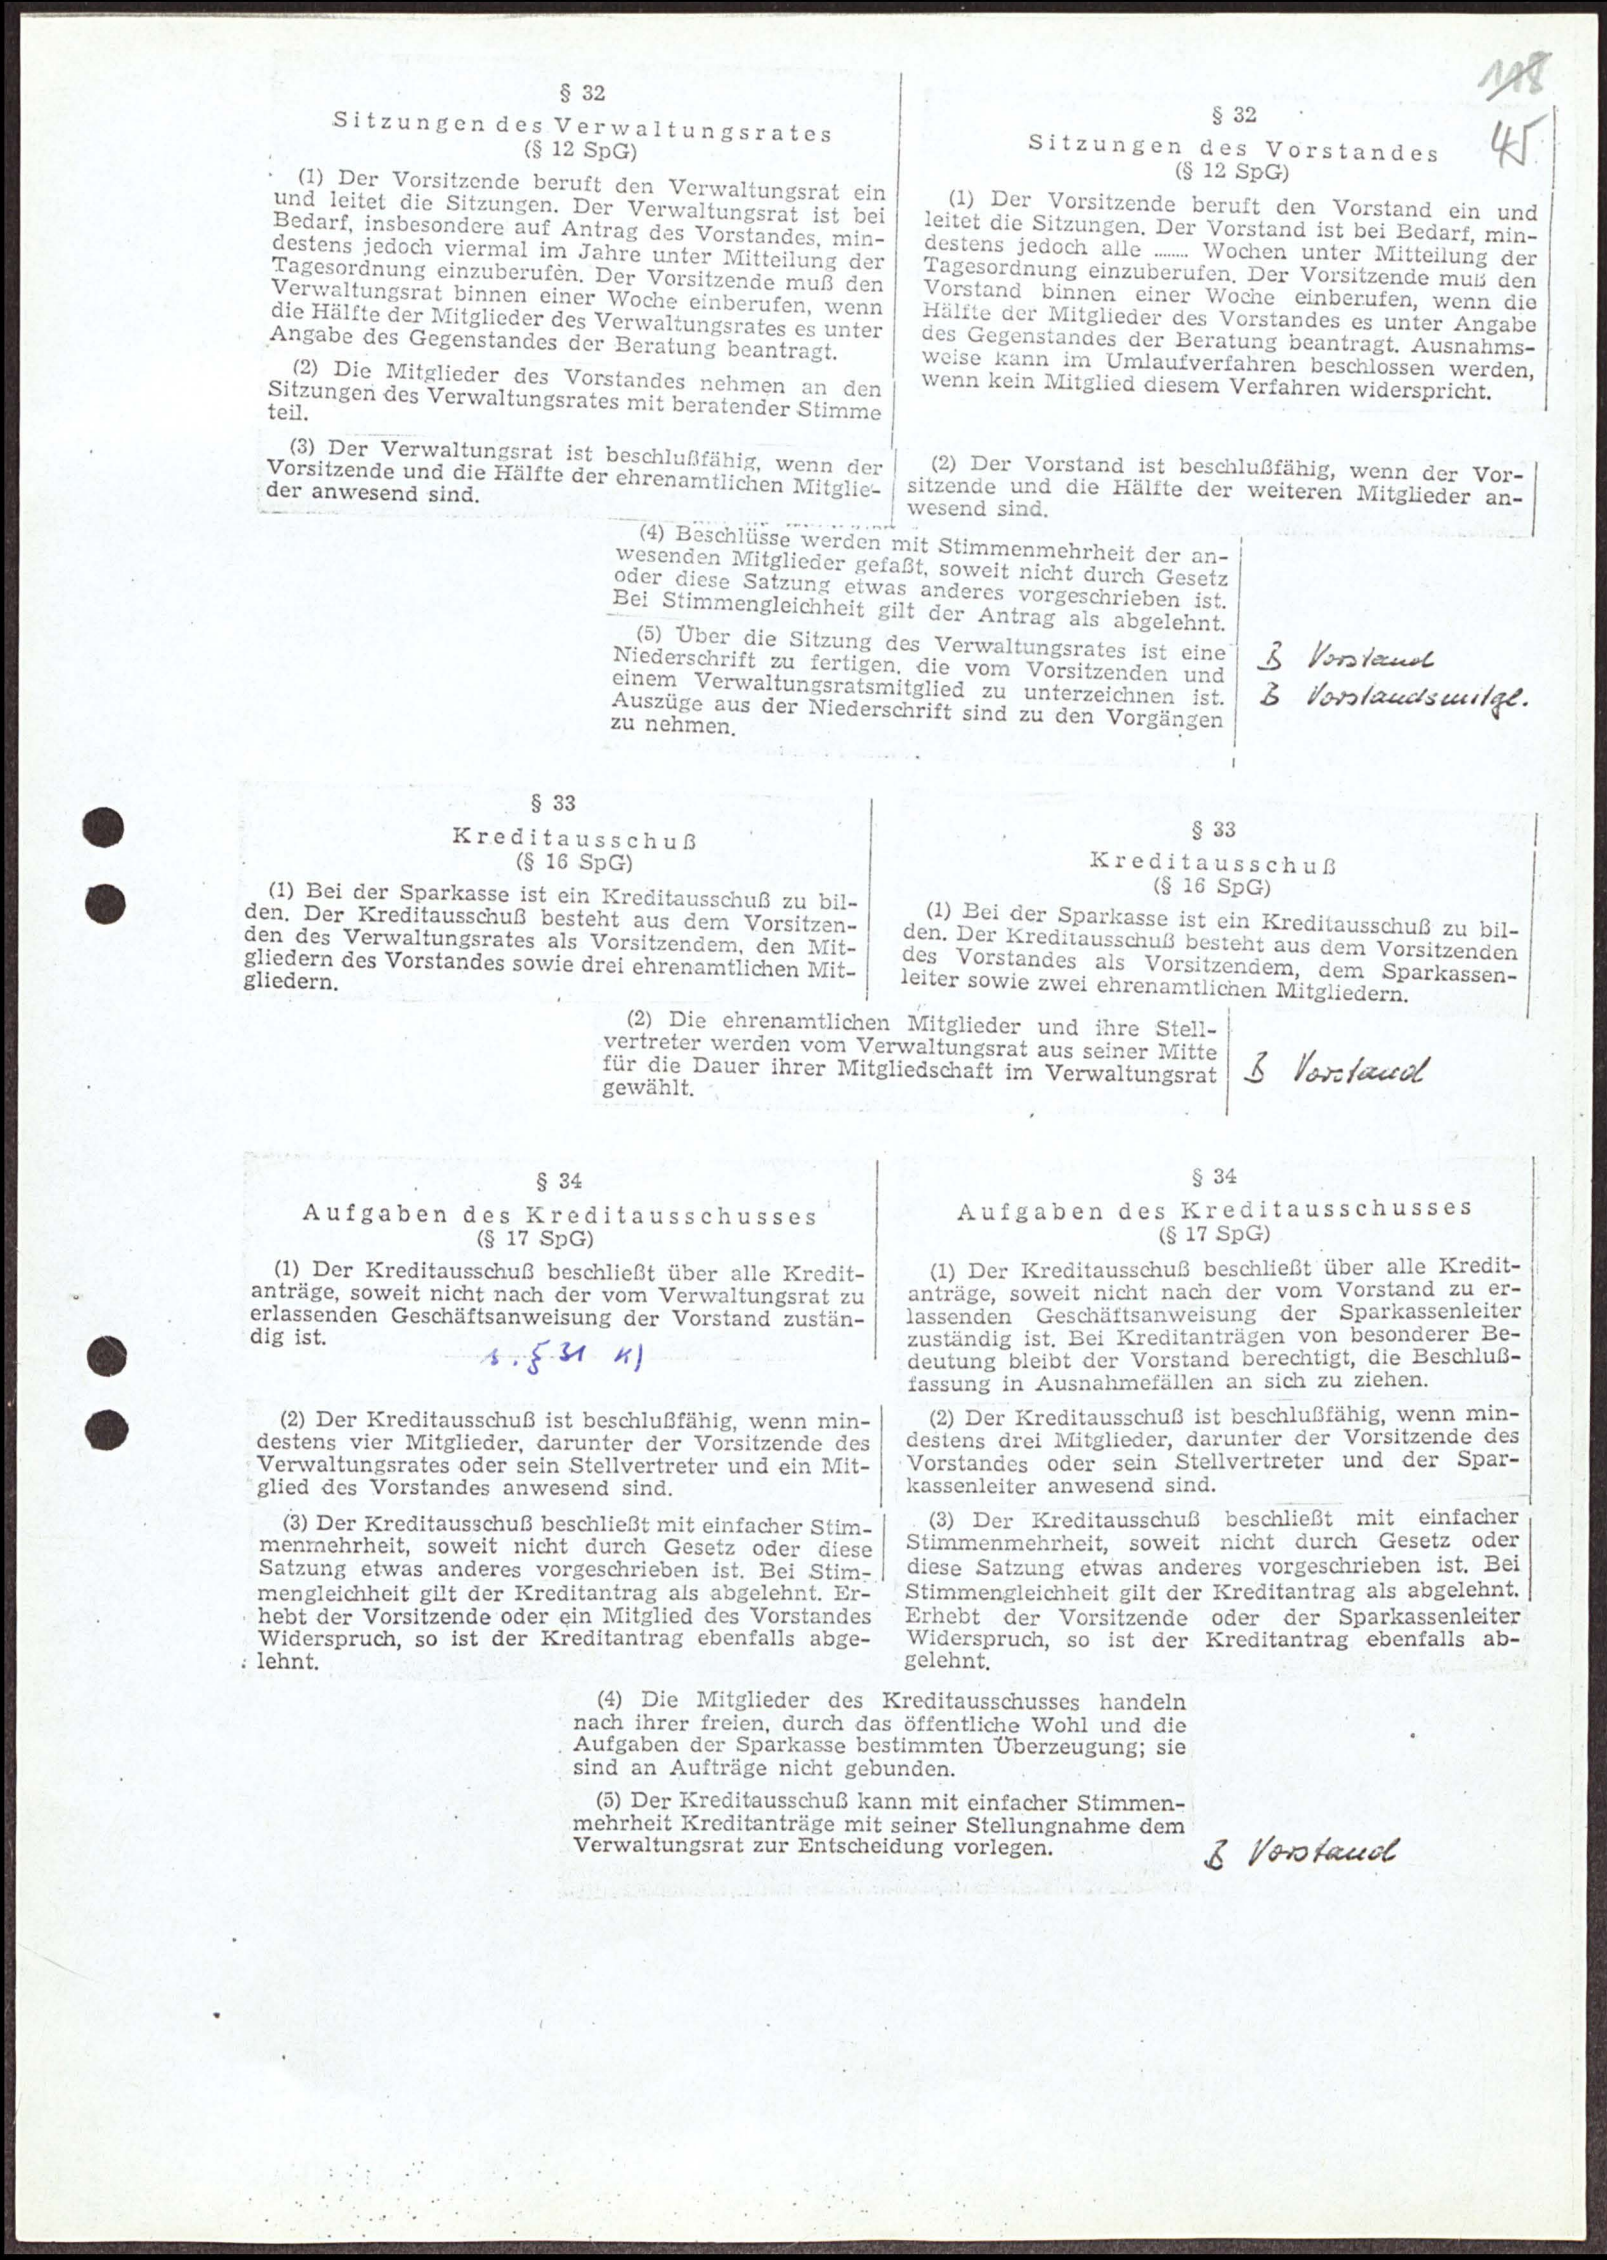 118
45
§ 32
Sitzungen des Verwaltungsrates
(§ 12 SpG)
(1) Der Vorsitzende beruft den Verwaltungsrat ein
und leitet die Sitzungen. Der Verwaltungsrat ist bei
Bedarf, insbesondere auf Antrag des Vorstandes, min-
destens jedoch viermal im Jahre unter Mitteilung der
Tagesordnung einzuberufen. Der Vorsitzende muß den
Verwaltungsrat binnen einer Woche einberufen, wenn
die Hälfte der Mitglieder des Verwaltungsrates es unter
Angabe des Gegenstandes der Beratung beantragt.
(2) Die Mitglieder des Vorstandes nehmen an den
Sitzungen des Verwaltungsrates mit beratender Stimme
teil.
(3) Der Verwaltungsrat ist beschlußfähig, wenn der
Vorsitzende und die Hälfte der ehrenamtlichen Mitglie-
der anwesend sind.
§ 32
Sitzungen des Vorstandes
(§ 12 SpG)
(1) Der Vorsitzende beruft den Vorstand ein und
leitet die Sitzungen. Der Vorstand ist bei Bedarf, min-
destens jedoch alle ........ Wochen unter Mitteilung der
Tagesordnung einzuberufen. Der Vorsitzende muß den
Vorstand binnen einer Woche einberufen, wenn die
Hälfte der Mitglieder des Vorstandes es unter Angabe
des Gegenstandes der Beratung beantragt. Ausnahms-
weise kann im Umlaufverfahren beschlossen werden,
wenn kein Mitglied diesem Verfahren widerspricht.
(2) Der Vorstand ist beschlußfähig, wenn der Vor-
sitzende und die Hälfte der weiteren Mitglieder an-
wesend sind.
(4) Beschlüsse werden mit Stimmenmehrheit der an-
wesenden Mitglieder gefaßt, soweit nicht durch Gesetz
oder diese Satzung etwas anderes vorgeschrieben ist.
Bei Stimmengleichheit gilt der Antrag als abgelehnt.
(5) Über die Sitzung des Verwaltungsrates ist eine
Niederschrift zu fertigen, die vom Vorsitzenden und
einem Verwaltungsratsmitglied zu unterzeichnen ist.
Auszüge aus der Niederschrift sind zu den Vorgängen
zu nehmen.
B Vorstand
B Vorstandsmitgl.
§ 33
Kreditausschuß
(§ 16 SpG)
(1) Bei der Sparkasse ist ein Kreditausschuß zu bil-
den. Der Kreditausschuß besteht aus dem Vorsitzen-
den des Verwaltungsrates als Vorsitzendem, den Mit-
gliedern des Vorstandes sowie drei ehrenamtlichen Mit-
gliedern.
§ 33
Kreditausschuß
(§ 16 SpG)
(1) Bei der Sparkasse ist ein Kreditausschuß zu bil-
den. Der Kreditausschuß besteht aus dem Vorsitzenden
des Vorstandes als Vorsitzendem, dem Sparkassen-
leiter sowie zwei ehrenamtlichen Mitgliedern.
(2) Die ehrenamtlichen Mitglieder und ihre Stell-
vertreter werden vom Verwaltungsrat aus seiner Mitte
für die Dauer ihrer Mitgliedschaft im Verwaltungsrat
gewählt.
B Vorstand
§ 34
Aufgaben des Kreditausschusses
(§ 17 SpG)
(1) Der Kreditausschuß beschließt über alle Kredit-
anträge, soweit nicht nach der vom Verwaltungsrat zu
erlassenden Geschäftsanweisung der Vorstand zustän-
dig ist.
s. § 31 4)
(2) Der Kreditausschuß ist beschlußfähig, wenn min-
destens vier Mitglieder, darunter der Vorsitzende des
Verwaltungsrates oder sein Stellvertreter und ein Mit-
glied des Vorstandes anwesend sind.
(3) Der Kreditausschuß beschließt mit einfacher Stim-
menmehrheit, soweit nicht durch Gesetz oder diese
Satzung etwas anderes vorgeschrieben ist. Bei Stim-
mengleichheit gilt der Kreditantrag als abgelehnt. Er-
hebt der Vorsitzende oder ein Mitglied des Vorstandes
Widerspruch, so ist der Kreditantrag ebenfalls abge-
lehnt.
§ 34
Aufgaben des Kreditausschusses
(§ 17 SpG)
(1) Der Kreditausschuß beschließt über alle Kredit-
anträge, soweit nicht nach der vom Vorstand zu er-
lassenden Geschäftsanweisung der Sparkassenleiter
zuständig ist. Bei Kreditanträgen von besonderer Be-
deutung bleibt der Vorstand berechtigt, die Beschluß-
fassung in Ausnahmefällen an sich zu ziehen.
(2) Der Kreditausschuß ist beschlußfähig, wenn min-
destens drei Mitglieder, darunter der Vorsitzende des
Vorstandes oder sein Stellvertreter und der Spar-
kassenleiter anwesend sind.
(3) Der Kreditausschuß beschließt mit einfacher
Stimmenmehrheit, soweit nicht durch Gesetz oder
diese Satzung etwas anderes vorgeschrieben ist. Bei
Stimmengleichheit gilt der Kreditantrag als abgelehnt.
Erhebt der Vorsitzende oder der Sparkassenleiter
Widerspruch, so ist der Kreditantrag ebenfalls ab-
gelehnt.
(4) Die Mitglieder des Kreditausschusses handeln
nach ihrer freien, durch das öffentliche Wohl und die
Aufgaben der Sparkasse bestimmten Überzeugung; sie
sind an Aufträge nicht gebunden.
(5) Der Kreditausschuß kann mit einfacher Stimmen-
mehrheit Kreditanträge mit seiner Stellungnahme dem
Verwaltungsrat zur Entscheidung vorlegen.
B Vorstand